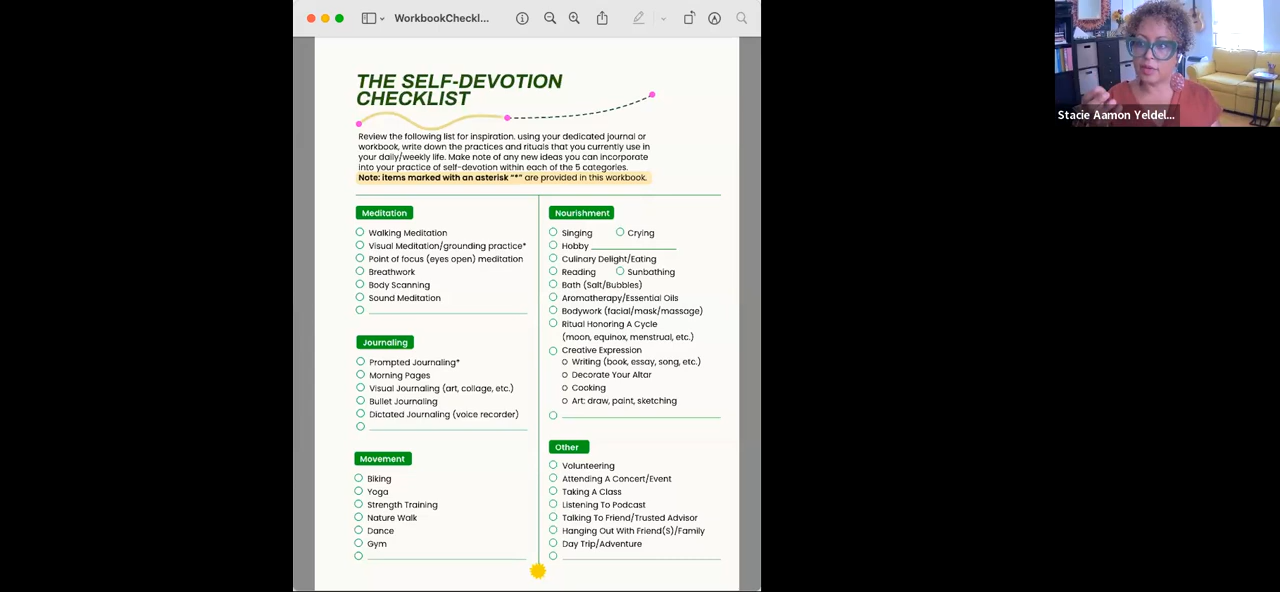 WorkbookCheckl...
Stacie Aamon Yeldel...
THE SELF-DEVOTION
CHECKLIST
Review the following list for inspiration. using your dedicated journal or
workbook, write down the practices and rituals that you currently use in
your daily/weekly life. Make note of any new ideas you can incorporate
into your practice of self-devotion within each of the 5 categories.
Note: items marked with an asterisk "*" are provided in this workbook.
Meditation
Walking Meditation
Visual Meditation/grounding practice*
Point of focus (eyes open) meditation
Breathwork
Body Scanning
Sound Meditation
Journaling
Prompted Journaling*
Morning Pages
Visual Journaling (art, collage, etc.)
Bullet Journaling
Dictated Journaling (voice recorder)
Movement
Biking
Yoga
Strength Training
Nature Walk
Dance
Gym
Nourishment
Singing Crying
Hobby
Culinary Delight/Eating
Reading Sunbathing
Bath (Salt/Bubbles)
Aromatherapy/Essential Oils
Bodywork (facial/mask/massage)
Ritual Honoring A Cycle
(moon, equinox, menstrual, etc.)
Creative Expression
Writing (book, essay, song, etc.)
Decorate Your Altar
Cooking
Art: draw, paint, sketching
Other
Volunteering
Attending A Concert/Event
Taking A Class
Listening To Podcast
Talking To Friend/Trusted Advisor
Hanging Out With Friend(S)/Family
Day Trip/Adventure